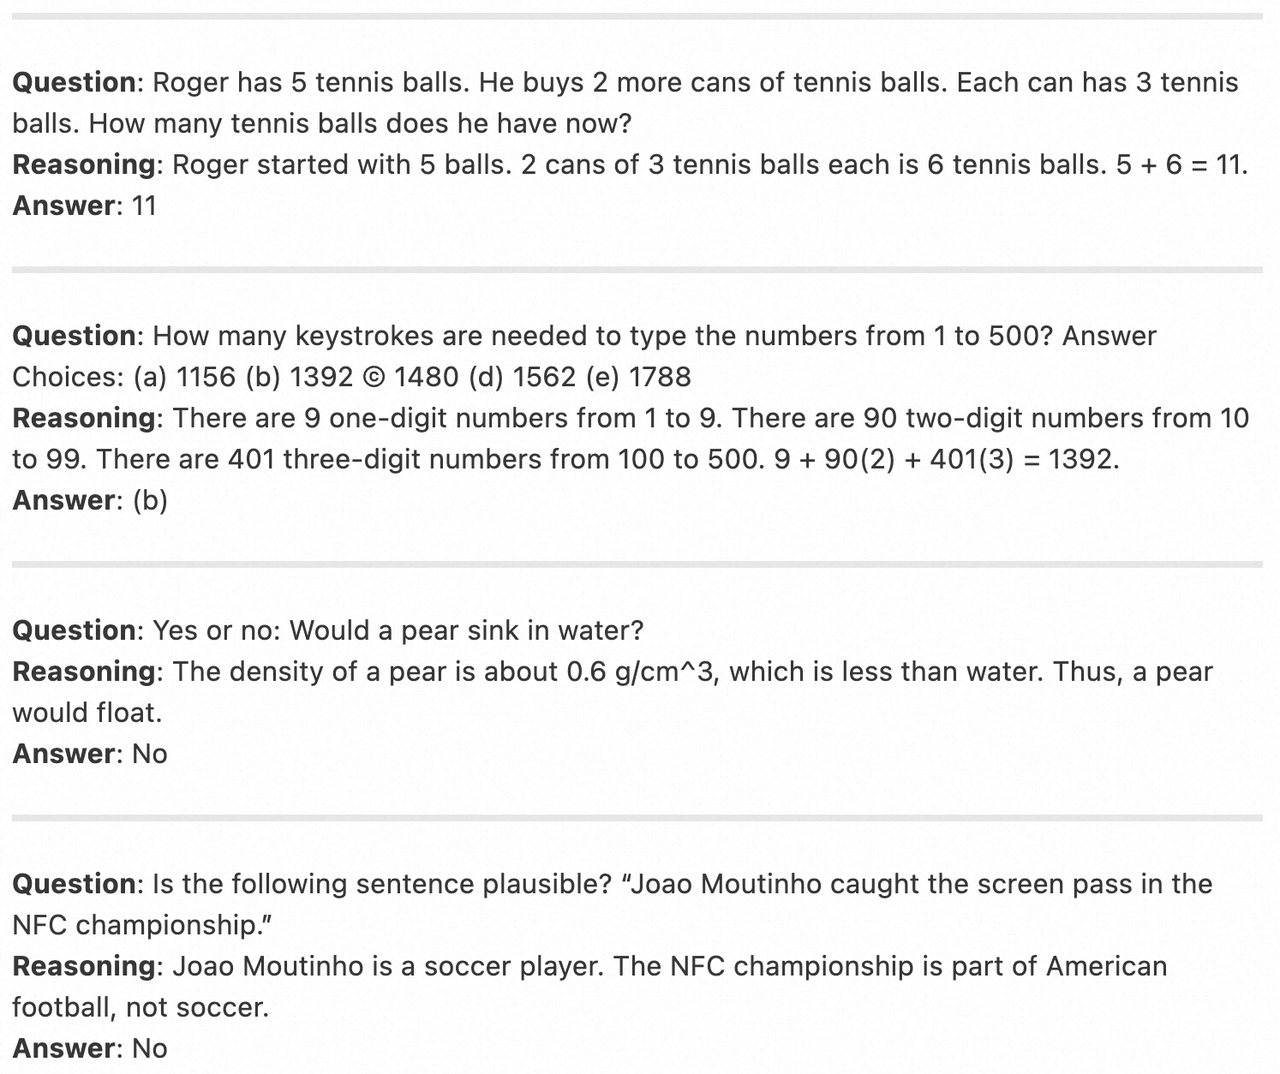 Question: Roger has 5 tennis balls. He buys 2 more cans of tennis balls. Each can has 3 tennis
balls. How many tennis balls does he have now?
Reasoning: Roger started with 5 balls. 2 cans of 3 tennis balls each is 6 tennis balls. 5 + 6 = 11.
Answer: 11
Question: How many keystrokes are needed to type the numbers from 1 to 500? Answer
Choices: (a) 1156 (b) 1392 © 1480 (d) 1562 (e) 1788
Reasoning: There are 9 one-digit numbers from 1 to 9. There are 90 two-digit numbers from 10
to 99. There are 401 three-digit numbers from 100 to 500. 9 + 90(2) + 401(3) = 1392.
Answer: (b)
Question: Yes or no: Would a pear sink in water?
Reasoning: The density of a pear is about 0.6 g/cm^3, which is less than water. Thus, a pear
would float.
Answer: No
Question: Is the following sentence plausible? “Joao Moutinho caught the screen pass in the
NFC championship.”
Reasoning: Joao Moutinho is a soccer player. The NFC championship is part of American
football, not soccer.
Answer: No